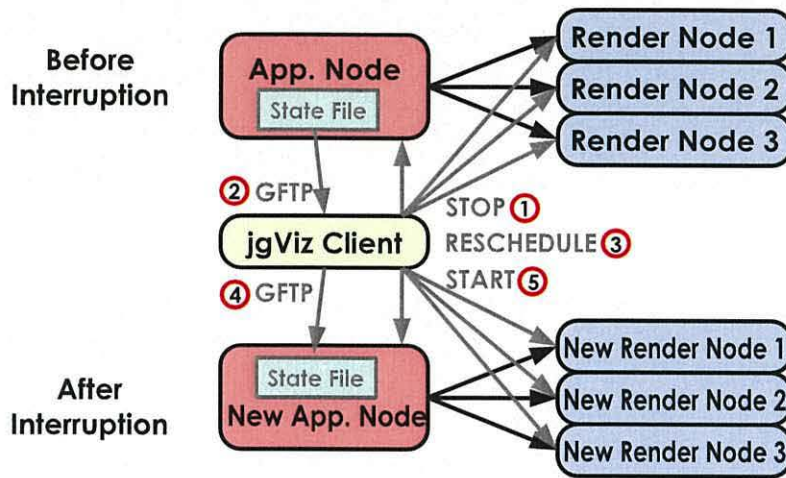 Before
Interruption
App. Node
State File
Render Node 1
Render Node 2
Render Node 3
2 GFTP
STOP 1
jgViz Client
RESCHEDULE 3
4 GFTP
START 5
After
Interruption
State File
New App. Node
New Render Node 1
New Render Node 2
New Render Node 3